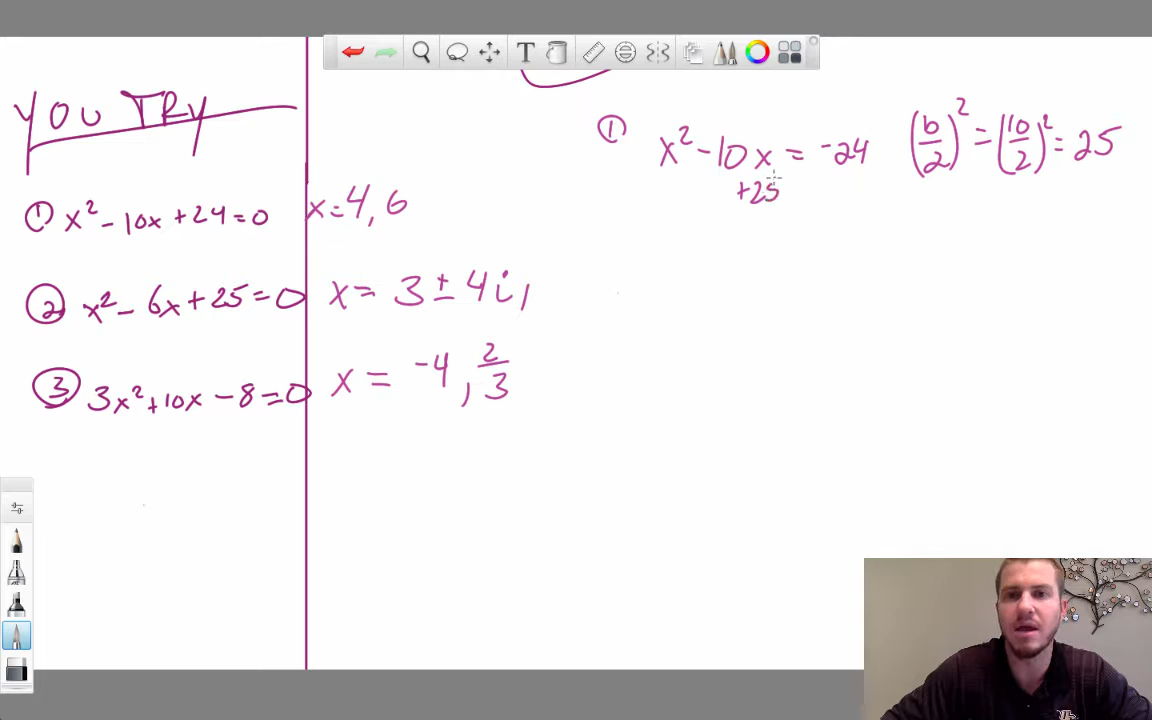 YOU TRY
① x² - 10x + 24 = 0 x = 4, 6
② x² - 6x + 25 = 0 x = 3 ± 4i,
③ 3x² + 10x - 8 = 0 x = -4, 2/3
① x² - 10x = -24 (b/2)² = (10/2)² = 25
+25
T